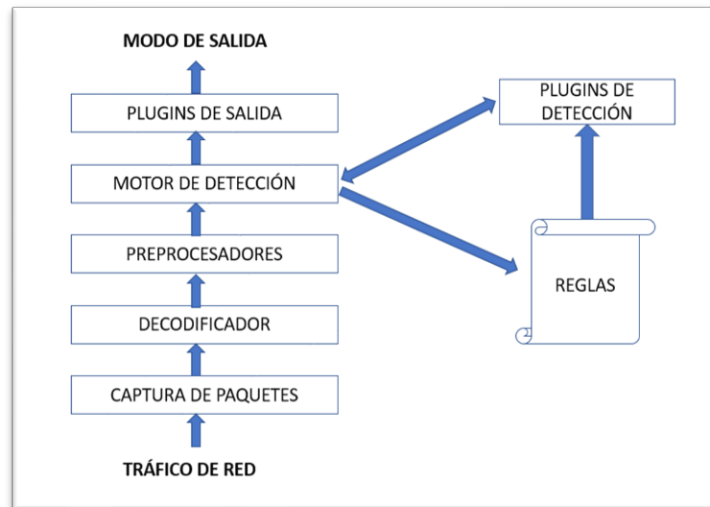 MODO DE SALIDA
PLUGINS DE SALIDA
PLUGINS DE
DETECCIÓN
MOTOR DE DETECCIÓN
PREPROCESADORES
REGLAS
DECODIFICADOR
CAPTURA DE PAQUETES
TRÁFICO DE RED